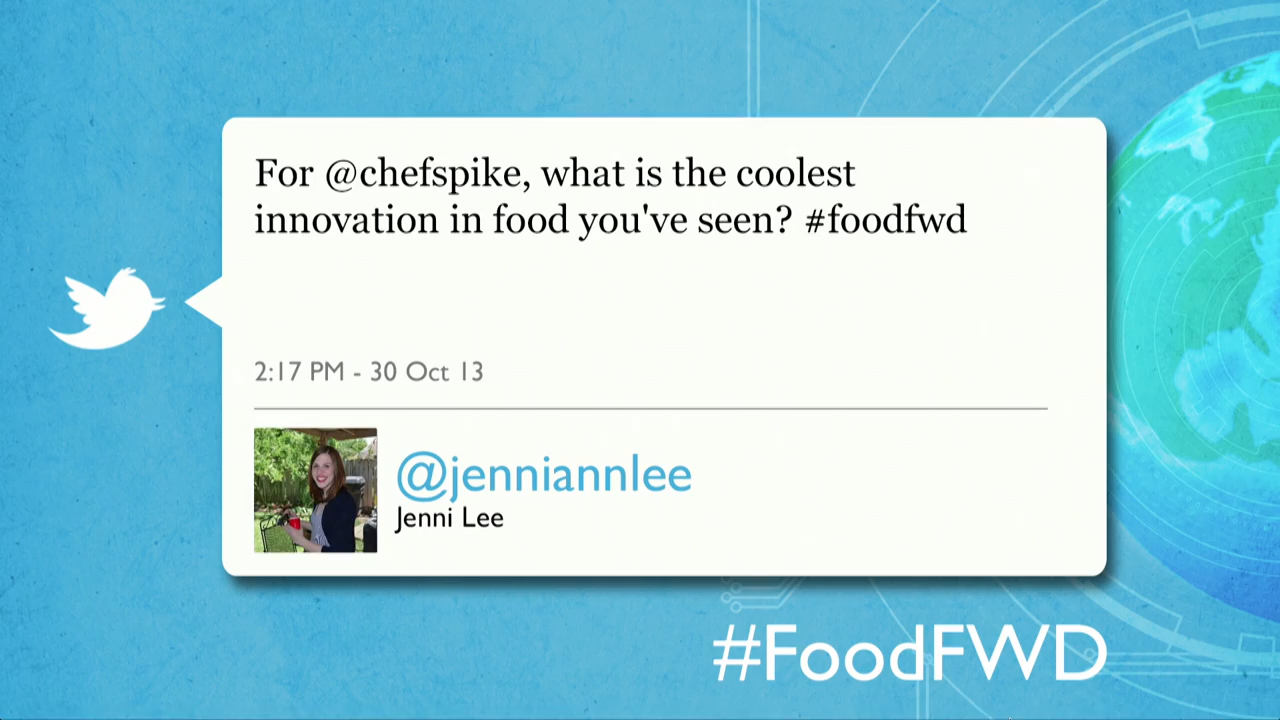 For @chefspike, what is the coolest
innovation in food you've seen? #foodfwd
2:17 PM - 30 Oct 13
@jenniannlee
Jenni Lee
#FoodFWD